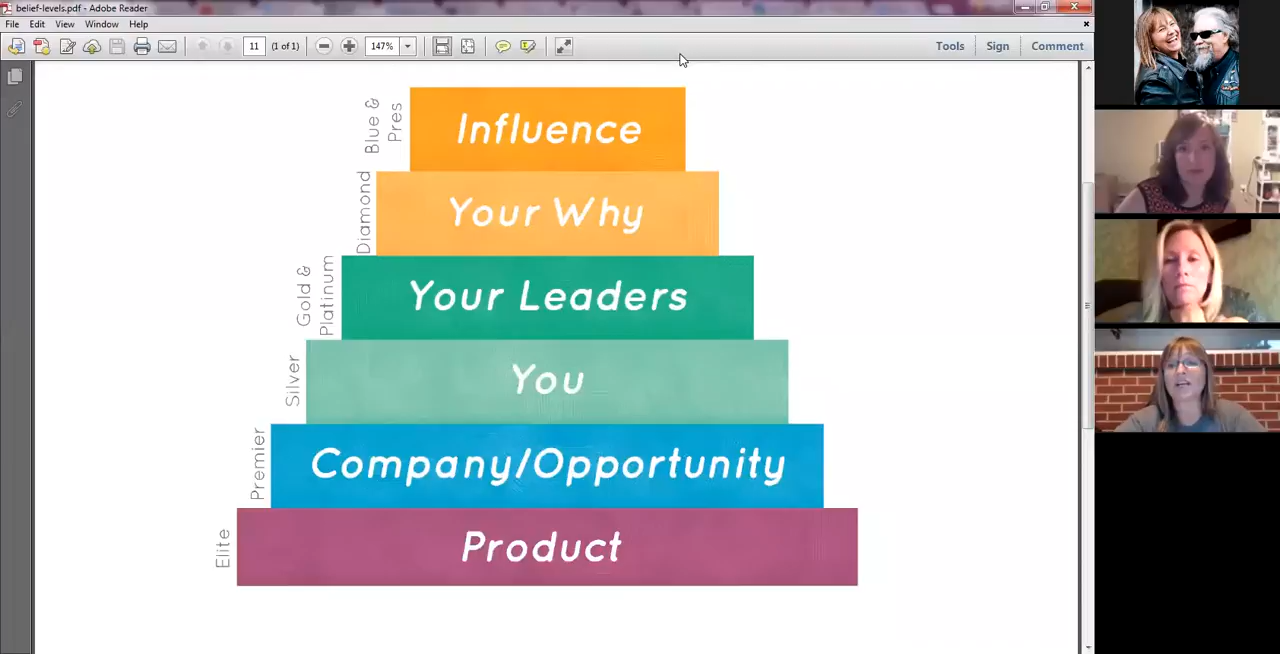 belief-levels.pdf - Adobe Reader
File Edit View Window Help
11 (1 of 1) 147% Tools Sign Comment
Blue &
Pres
Influence
Diamond
Your Why
Gold &
Platinum
Your Leaders
Silver
You
Premier
Company/Opportunity
Elite
Product